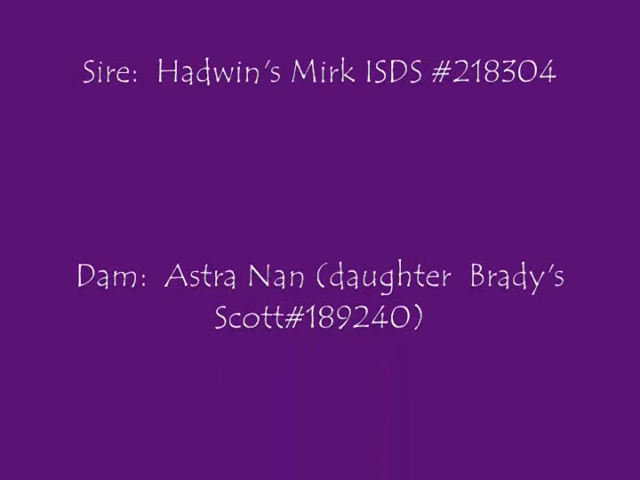 Sire:  Hadwin's Mirk ISDS #218304
Dam:  Astra Nan (daughter  Brady's
Scott#189240)